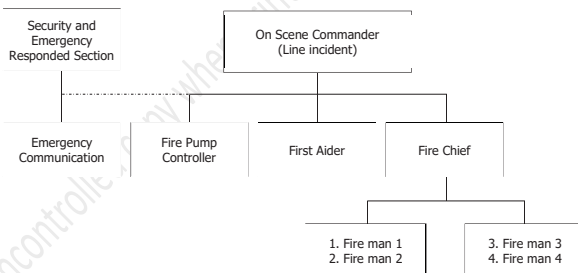 Security and
Emergency
Responded Section
On Scene Commander
(Line incident)
Emergency
Communication
Fire Pump
Controller
First Aider
Fire Chief
1. Fire man 1
2. Fire man 2
3. Fire man 3
4. Fire man 4